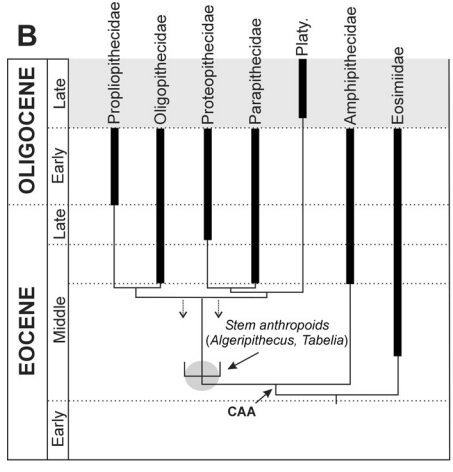 B
Propliopithecidae
Oligopithecidae
Proteopithecidae
Parapithecidae
Platy.
Amphipithecidae
Eosimiidae
OLIGOCENE
Late
Early
EOCENE
Late
Middle
Early
Stem anthropoids
(Algeripithecus, Tabelia)
CAA